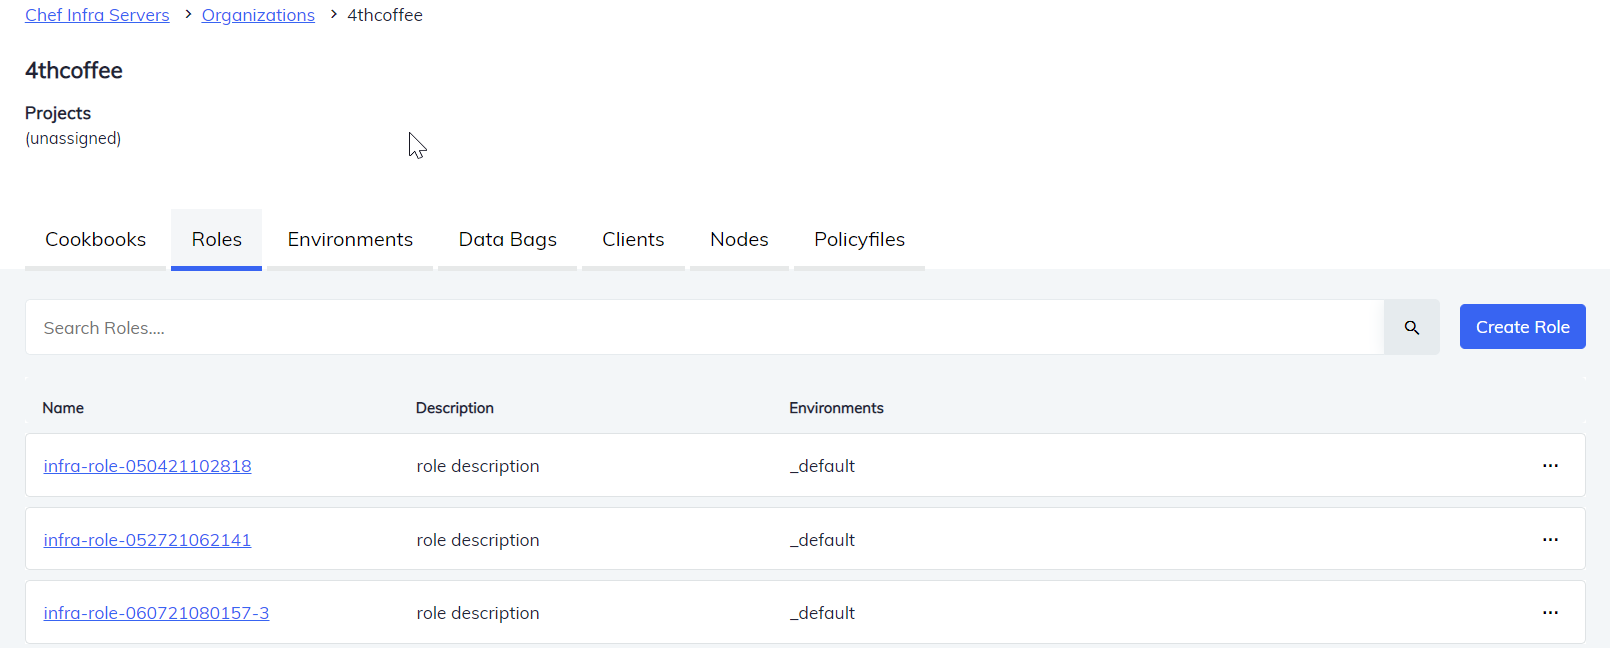 Chef Infra Servers > Organizations > 4thcoffee
4thcoffee
Projects
(unassigned)
Cookbooks Roles Environments Data Bags Clients Nodes Policyfiles
Search Roles....
Create Role
Name Description Environments
infra-role-050421102818 role description _default ...
infra-role-052721062141 role description _default ...
infra-role-060721080157-3 role description _default ...